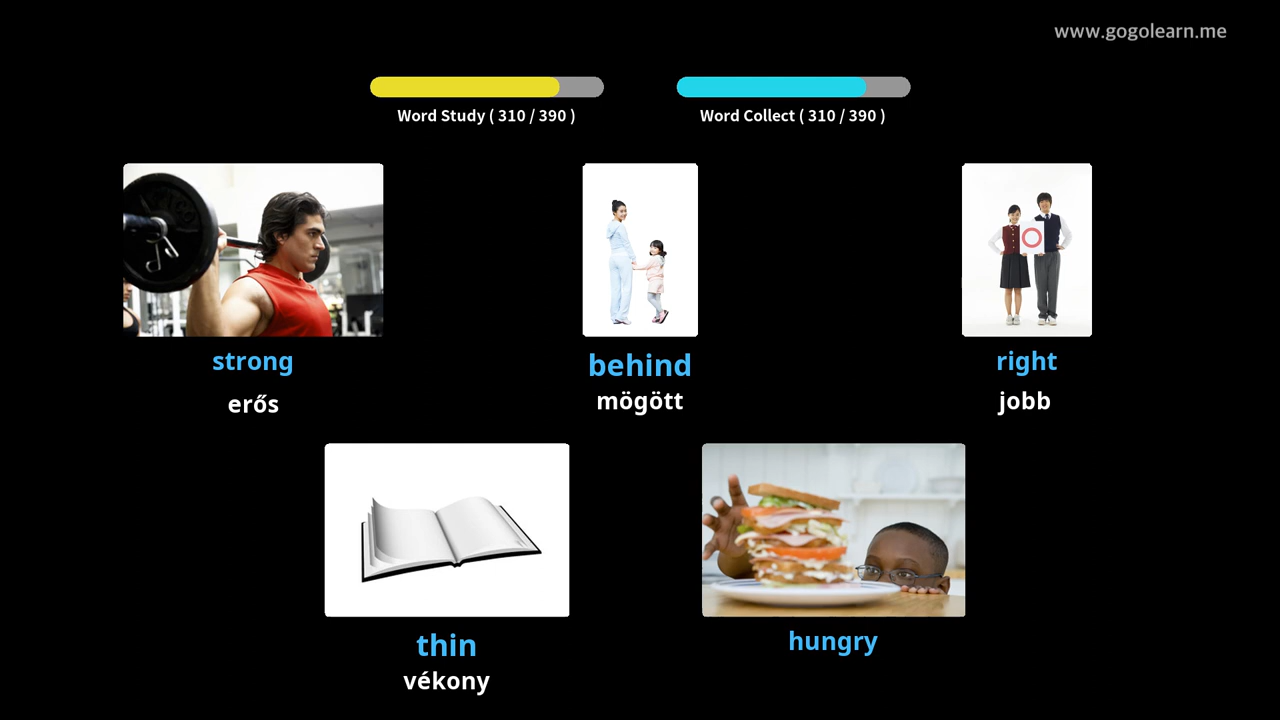 www.gogolearn.me
Word Study ( 310 / 390 )
Word Collect ( 310 / 390 )
strong
behind
right
erős
mögött
jobb
thin
hungry
vékony